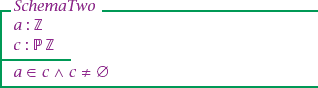 SchemaTwo
a : ℤ
c : ℙ ℤ
a ∈ c ∧ c ≠ ∅